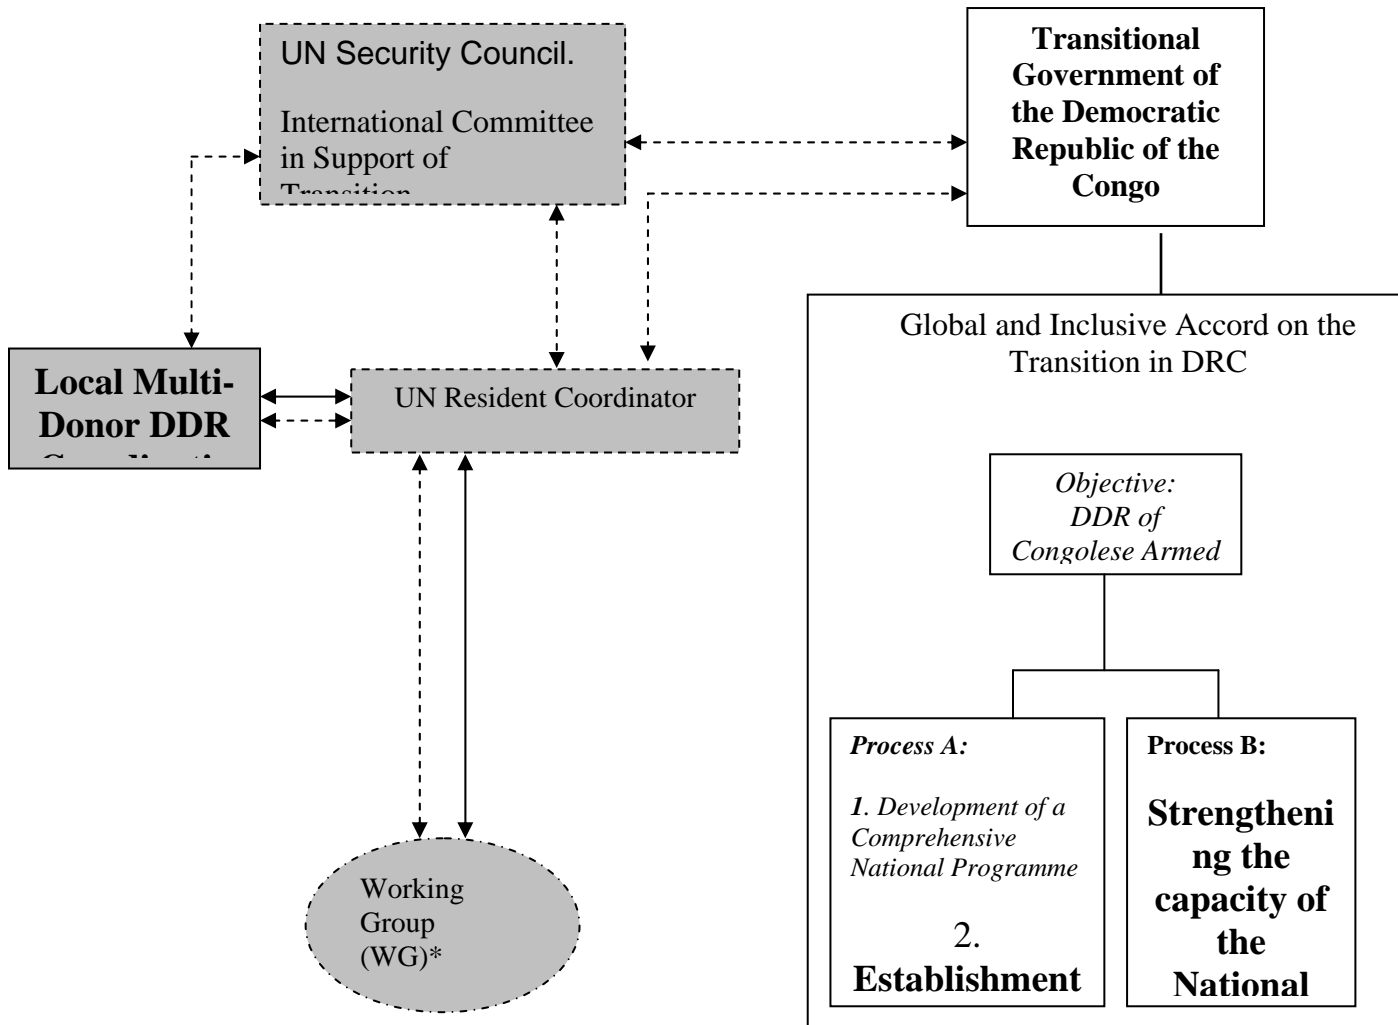 UN Security Council.
International Committee
in Support of
Transition
Transitional
Government of
the Democratic
Republic of the
Congo
Global and Inclusive Accord on the
Transition in DRC
Local Multi-
Donor DDR
UN Resident Coordinator
Objective:
DDR of
Congolese Armed
Process A:
1. Development of a
Comprehensive
National Programme
2.
Establishment
Process B:
Strengtheni
ng the
capacity of
the
National
Working
Group
(WG)*